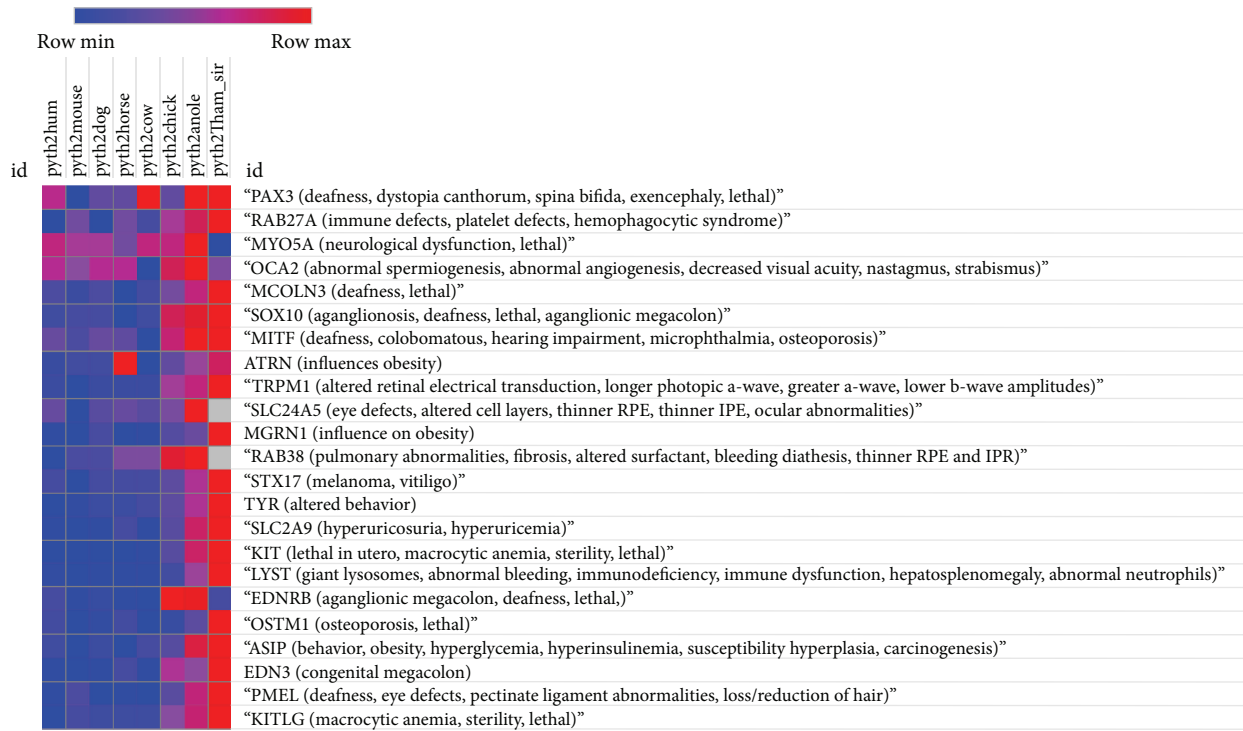 Row min Row max
id pyth2hum pyth2mouse pyth2dog pyth2horse pyth2cow pyth2chick pyth2anole pyth2Tham_sir id
“PAX3 (deafness, dystopia canthorum, spina bifida, exencephaly, lethal)”
“RAB27A (immune defects, platelet defects, hemophagocytic syndrome)”
“MYO5A (neurological dysfunction, lethal)”
“OCA2 (abnormal spermiogenesis, abnormal angiogenesis, decreased visual acuity, nastagmus, strabismus)”
“MCOLN3 (deafness, lethal)”
“SOX10 (aganglionosis, deafness, lethal, aganglionic megacolon)”
“MITF (deafness, colobomatous, hearing impairment, microphthalmia, osteoporosis)”
ATRN (influences obesity)
“TRPM1 (altered retinal electrical transduction, longer photopic a-wave, greater a-wave, lower b-wave amplitudes)”
“SLC24A5 (eye defects, altered cell layers, thinner RPE, thinner IPE, ocular abnormalities)”
MGRN1 (influence on obesity)
“RAB38 (pulmonary abnormalities, fibrosis, altered surfactant, bleeding diathesis, thinner RPE and IPR)”
“STX17 (melanoma, vitiligo)”
TYR (altered behavior)
“SLC2A9 (hyperuricosuria, hyperuricemia)”
“KIT (lethal in utero, macrocytic anemia, sterility, lethal)”
“LYST (giant lysosomes, abnormal bleeding, immunodeficiency, immune dysfunction, hepatosplenomegaly, abnormal neutrophils)”
“EDNRB (aganglionic megacolon, deafness, lethal,)”
“OSTM1 (osteoporosis, lethal)”
“ASIP (behavior, obesity, hyperglycemia, hyperinsulinemia, susceptibility hyperplasia, carcinogenesis)”
EDN3 (congenital megacolon)
“PMEL (deafness, eye defects, pectinate ligament abnormalities, loss/reduction of hair)”
“KITLG (macrocytic anemia, sterility, lethal)”